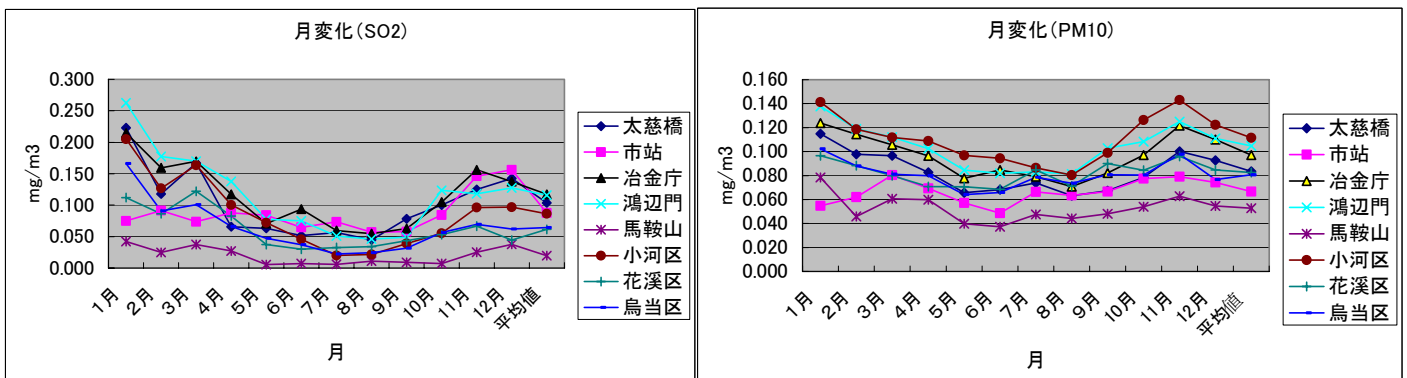 月変化(SO2)
0.300
0.250
0.200
0.150
0.100
0.050
0.000
mg/m3
1月
2月
3月
4月
5月
6月
7月
8月
9月
10月
11月
12月
平均値
月
太慈橋
市站
冶金庁
鴻辺門
馬鞍山
小河区
花溪区
烏当区
月変化(PM10)
0.160
0.140
0.120
0.100
0.080
0.060
0.040
0.020
0.000
mg/m3
1月
2月
3月
4月
5月
6月
7月
8月
9月
10月
11月
12月
平均値
月
太慈橋
市站
冶金庁
鴻辺門
馬鞍山
小河区
花溪区
烏当区